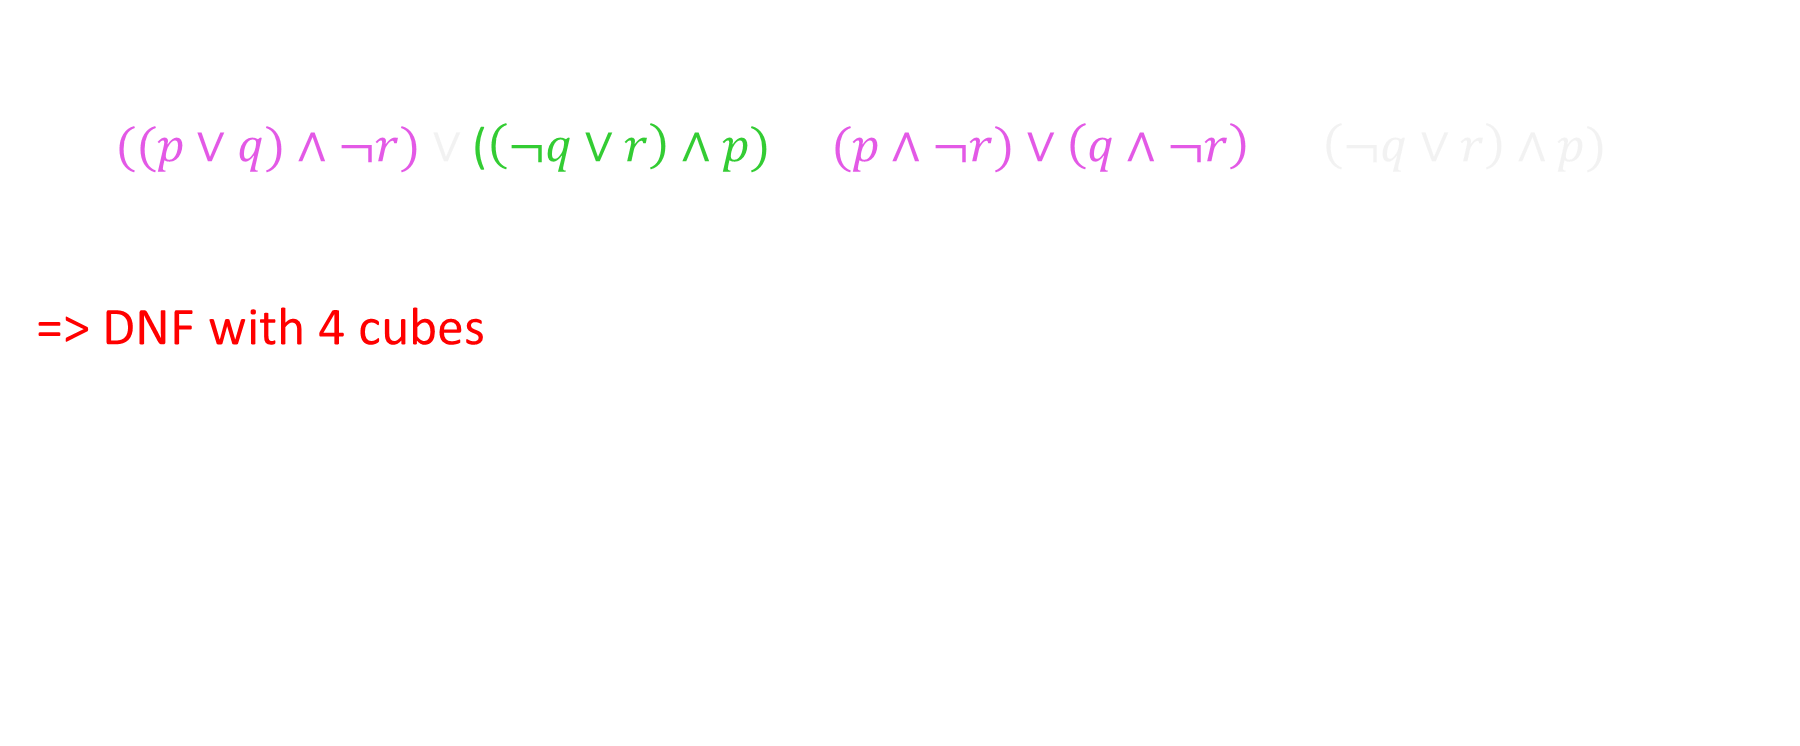 ((p ∨ q) ∧ ¬r) ∨ ((¬q ∨ r) ∧ p) (p ∧ ¬r) ∨ (q ∧ ¬r) (¬q ∨ r) ∧ p)
=> DNF with 4 cubes